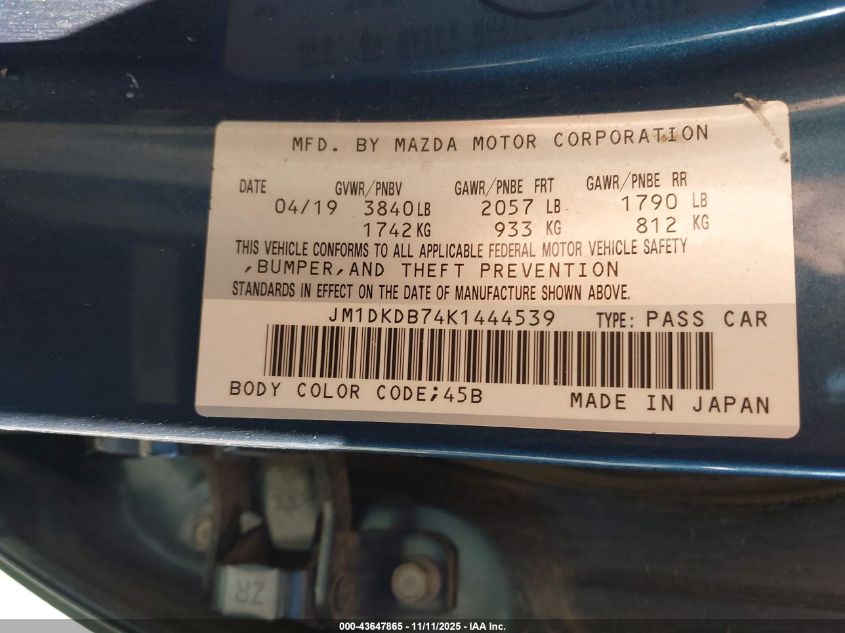 MFD. BY MAZDA MOTOR CORPORATION
DATE GVWR/PNBV GAWR/PNBE FRT GAWR/PNBE RR
04/19 3840LB 2057 LB 1790 LB
1742KG 933 KG 812 KG
THIS VEHICLE CONFORMS TO ALL APPLICABLE FEDERAL MOTOR VEHICLE SAFETY
,BUMPER,AND THEFT PREVENTION
STANDARDS IN EFFECT ON THE DATE OF MANUFACTURE SHOWN ABOVE.
JM1DKDB74K1444539 TYPE: PASS CAR
BODY COLOR CODE;45B MADE IN JAPAN
ZR
000-43647865 - 11/11/2025 - IAA Inc.